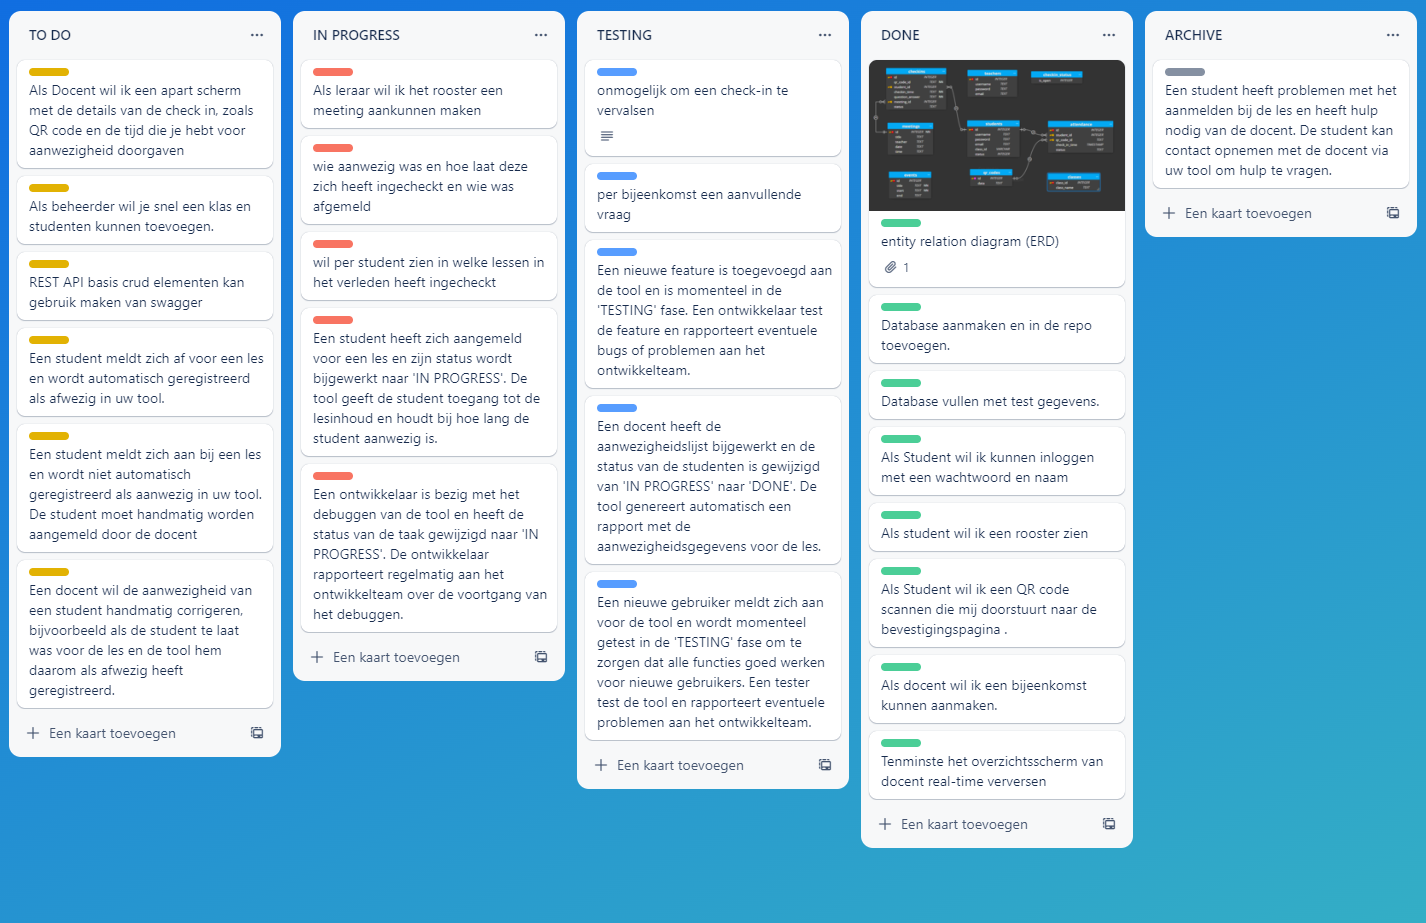 TO DO
Als Docent wil ik een apart scherm
met de details van de check in, zoals
QR code en de tijd die je hebt voor
aanwezigheid doorgaven
Als beheerder wil je snel een klas en
studenten kunnen toevoegen.
REST API basis crud elementen kan
gebruik maken van swagger
Een student meldt zich af voor een les
en wordt automatisch geregistreerd
als afwezig in uw tool.
Een student meldt zich aan bij een les
en wordt niet automatisch
geregistreerd als aanwezig in uw tool.
De student moet handmatig worden
aangemeld door de docent
Een docent wil de aanwezigheid van
een student handmatig corrigeren,
bijvoorbeeld als de student te laat
was voor de les en de tool hem
daarom als afwezig heeft
geregistreerd.
Een kaart toevoegen
IN PROGRESS
Als leraar wil ik het rooster een
meeting aankunnen maken
wie aanwezig was en hoe laat deze
zich heeft ingecheckt en wie was
afgemeld
wil per student zien in welke lessen in
het verleden heeft ingecheckt
Een student heeft zich aangemeld
voor een les en zijn status wordt
bijgewerkt naar 'IN PROGRESS'. De
tool geeft de student toegang tot de
lesinhoud en houdt bij hoe lang de
student aanwezig is.
Een ontwikkelaar is bezig met het
debuggen van de tool en heeft de
status van de taak gewijzigd naar 'IN
PROGRESS'. De ontwikkelaar
rapporteert regelmatig aan het
ontwikkelteam over de voortgang van
het debuggen.
Een kaart toevoegen
TESTING
onmogelijk om een check-in te
vervalsen
per bijeenkomst een aanvullende
vraag
Een nieuwe feature is toegevoegd aan
de tool en is momenteel in de
'TESTING' fase. Een ontwikkelaar test
de feature en rapporteert eventuele
bugs of problemen aan het
ontwikkelteam.
Een docent heeft de
aanwezigheidslijst bijgewerkt en de
status van de studenten is gewijzigd
van 'IN PROGRESS' naar 'DONE'. De
tool genereert automatisch een
rapport met de
aanwezigheidsgegevens voor de les.
Een nieuwe gebruiker meldt zich aan
voor de tool en wordt momenteel
getest in de 'TESTING' fase om te
zorgen dat alle functies goed werken
voor nieuwe gebruikers. Een tester
test de tool en rapporteert eventuele
problemen aan het ontwikkelteam.
Een kaart toevoegen
DONE
entity relation diagram (ERD)
1
Database aanmaken en in de repo
toevoegen.
Database vullen met test gegevens.
Als Student wil ik kunnen inloggen
met een wachtwoord en naam
Als student wil ik een rooster zien
Als Student wil ik een QR code
scannen die mij doorstuurt naar de
bevestigingspagina .
Als docent wil ik een bijeenkomst
kunnen aanmaken.
Tenminste het overzichtsscherm van
docent real-time verversen
Een kaart toevoegen
ARCHIVE
Een student heeft problemen met het
aanmelden bij de les en heeft hulp
nodig van de docent. De student kan
contact opnemen met de docent via
uw tool om hulp te vragen.
Een kaart toevoegen